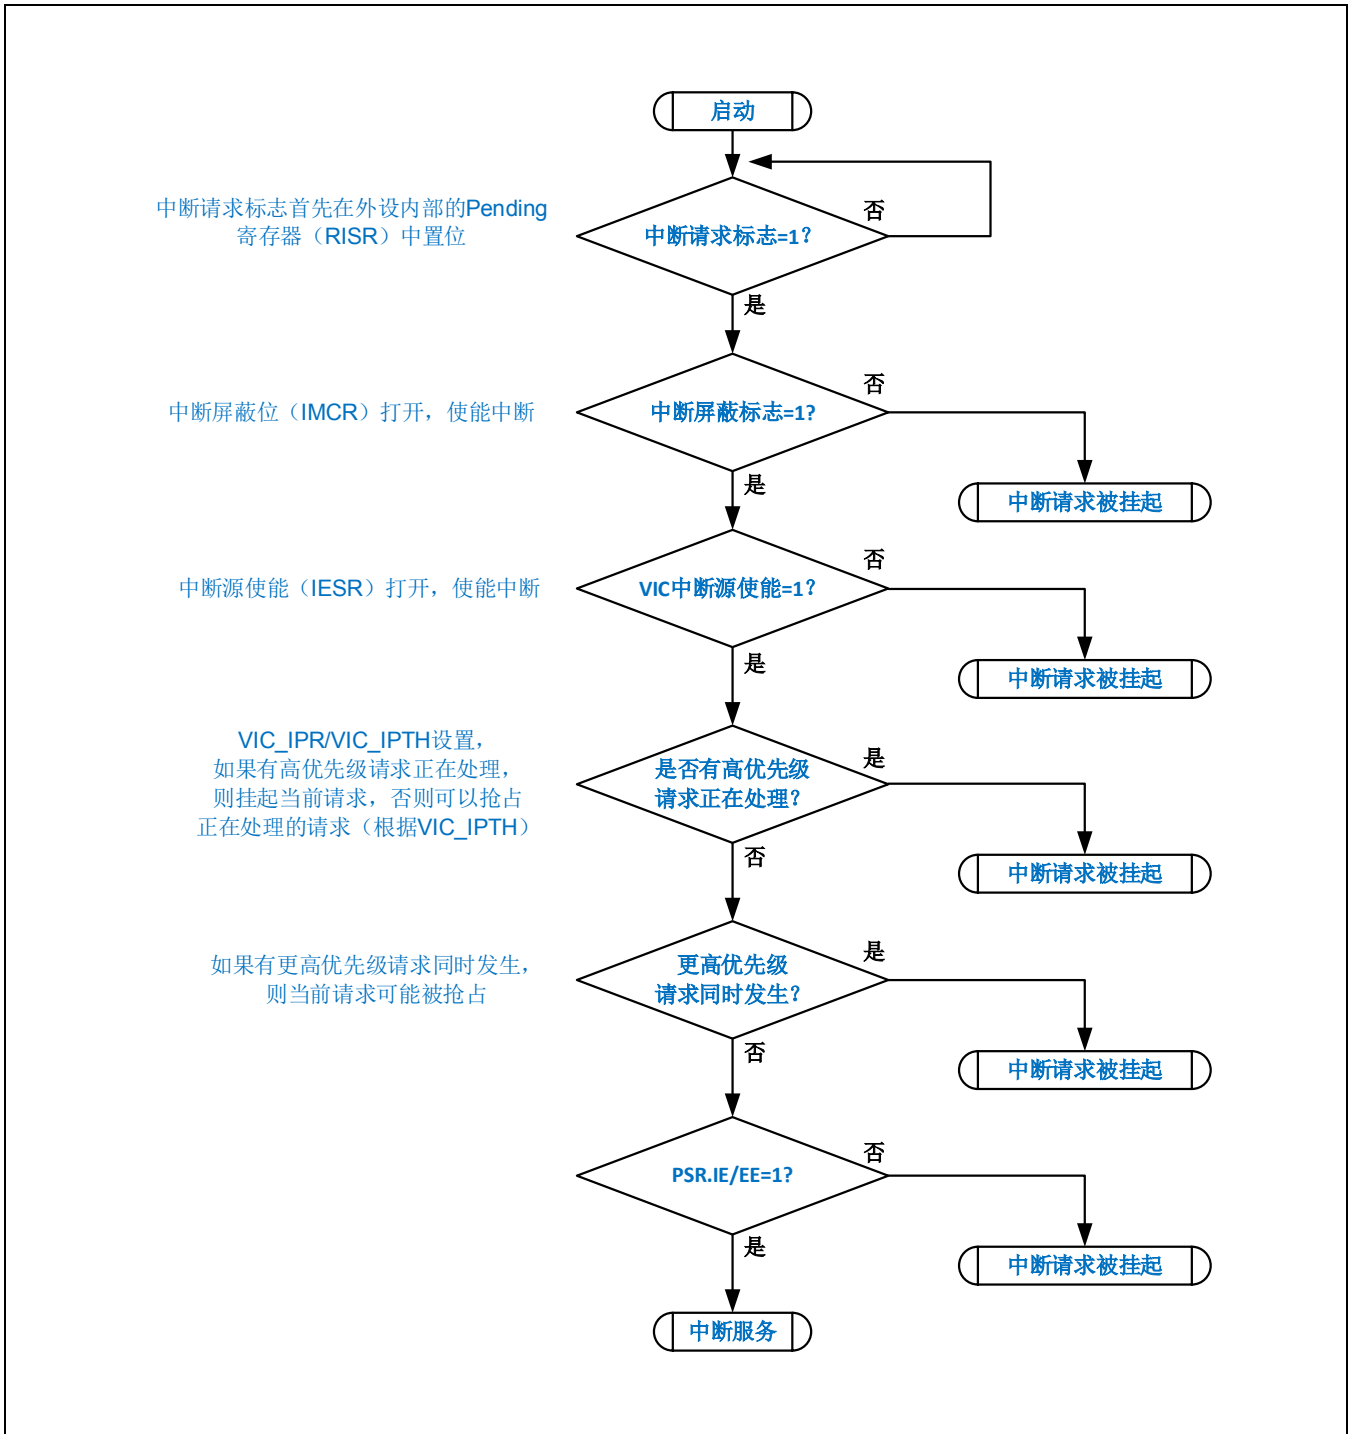 启动
否
中断请求标志首先在外设内部的Pending
寄存器（RISR）中置位
中断请求标志=1？
是
否
中断屏蔽位（IMCR）打开，使能中断
中断屏蔽标志=1？
是
中断请求被挂起
否
中断源使能（IESR）打开，使能中断
VIC中断源使能=1？
是
中断请求被挂起
VIC_IPR/VIC_IPTH设置，
如果有高优先级请求正在处理，
则挂起当前请求，否则可以抢占
正在处理的请求（根据VIC_IPTH）
是
是否有高优先级
请求正在处理？
否
中断请求被挂起
是
如果有更高优先级请求同时发生，
则当前请求可能被抢占
更高优先级
请求同时发生？
否
中断请求被挂起
否
PSR.IE/EE=1?
是
中断请求被挂起
中断服务